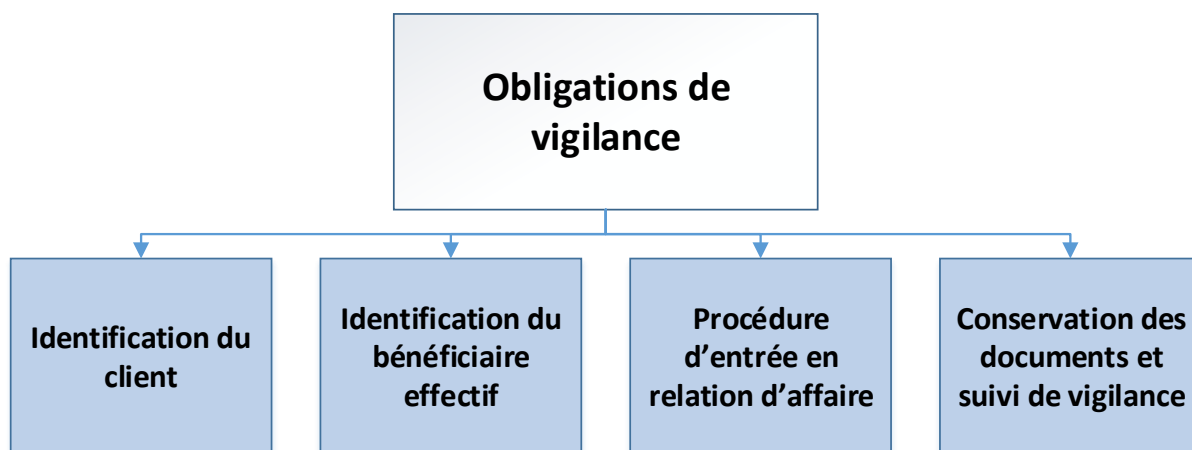 Obligations de
vigilance
Identification du
client
Identification du
bénéficiaire
effectif
Procédure
d’entrée en
relation d’affaire
Conservation des
documents et
suivi de vigilance